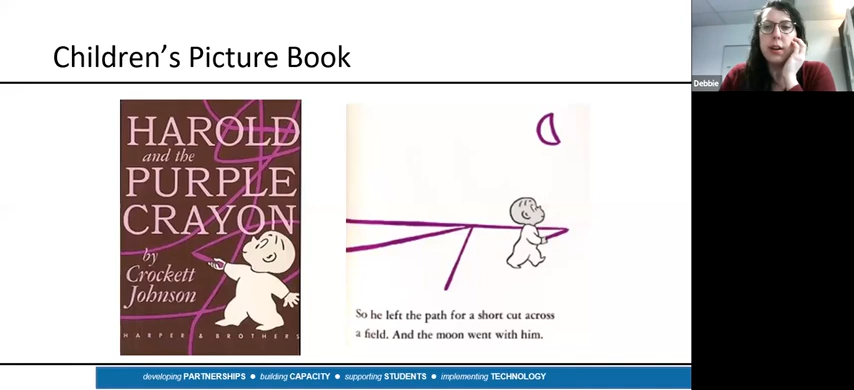 Children's Picture Book
HAROLD
and the
PURPLE
CRAYON
by
Crockett
Johnson
HARPER & BROTHERS
So he left the path for a short cut across
a field. And the moon went with him.
developing PARTNERSHIPS ● building CAPACITY ● supporting STUDENTS ● implementing TECHNOLOGY
Debbie